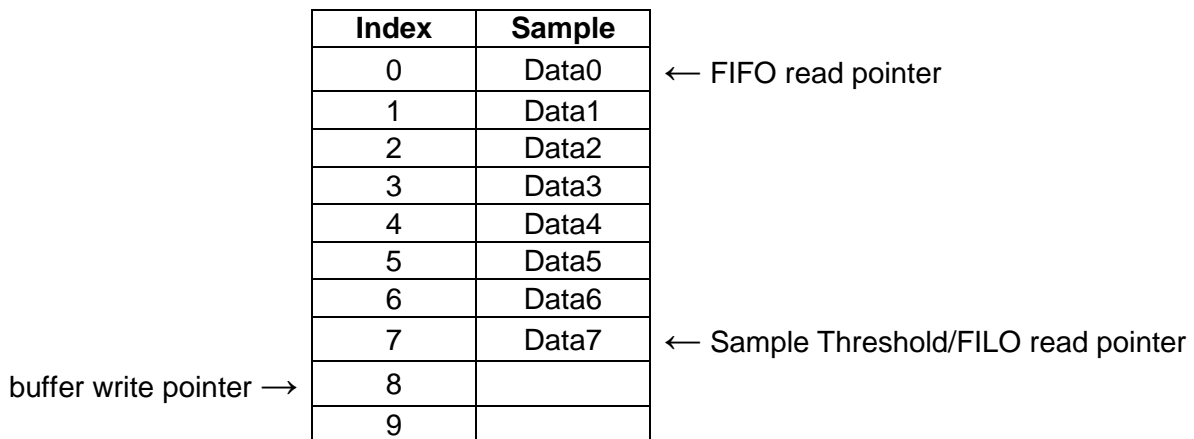 Index Sample
0 Data0 ← FIFO read pointer
1 Data1
2 Data2
3 Data3
4 Data4
5 Data5
6 Data6
7 Data7 ← Sample Threshold/FILO read pointer
buffer write pointer → 8
9